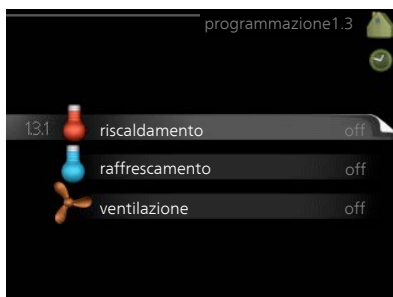 programmazione1.3
1.3.1 riscaldamento off
raffrescamento off
ventilazione off